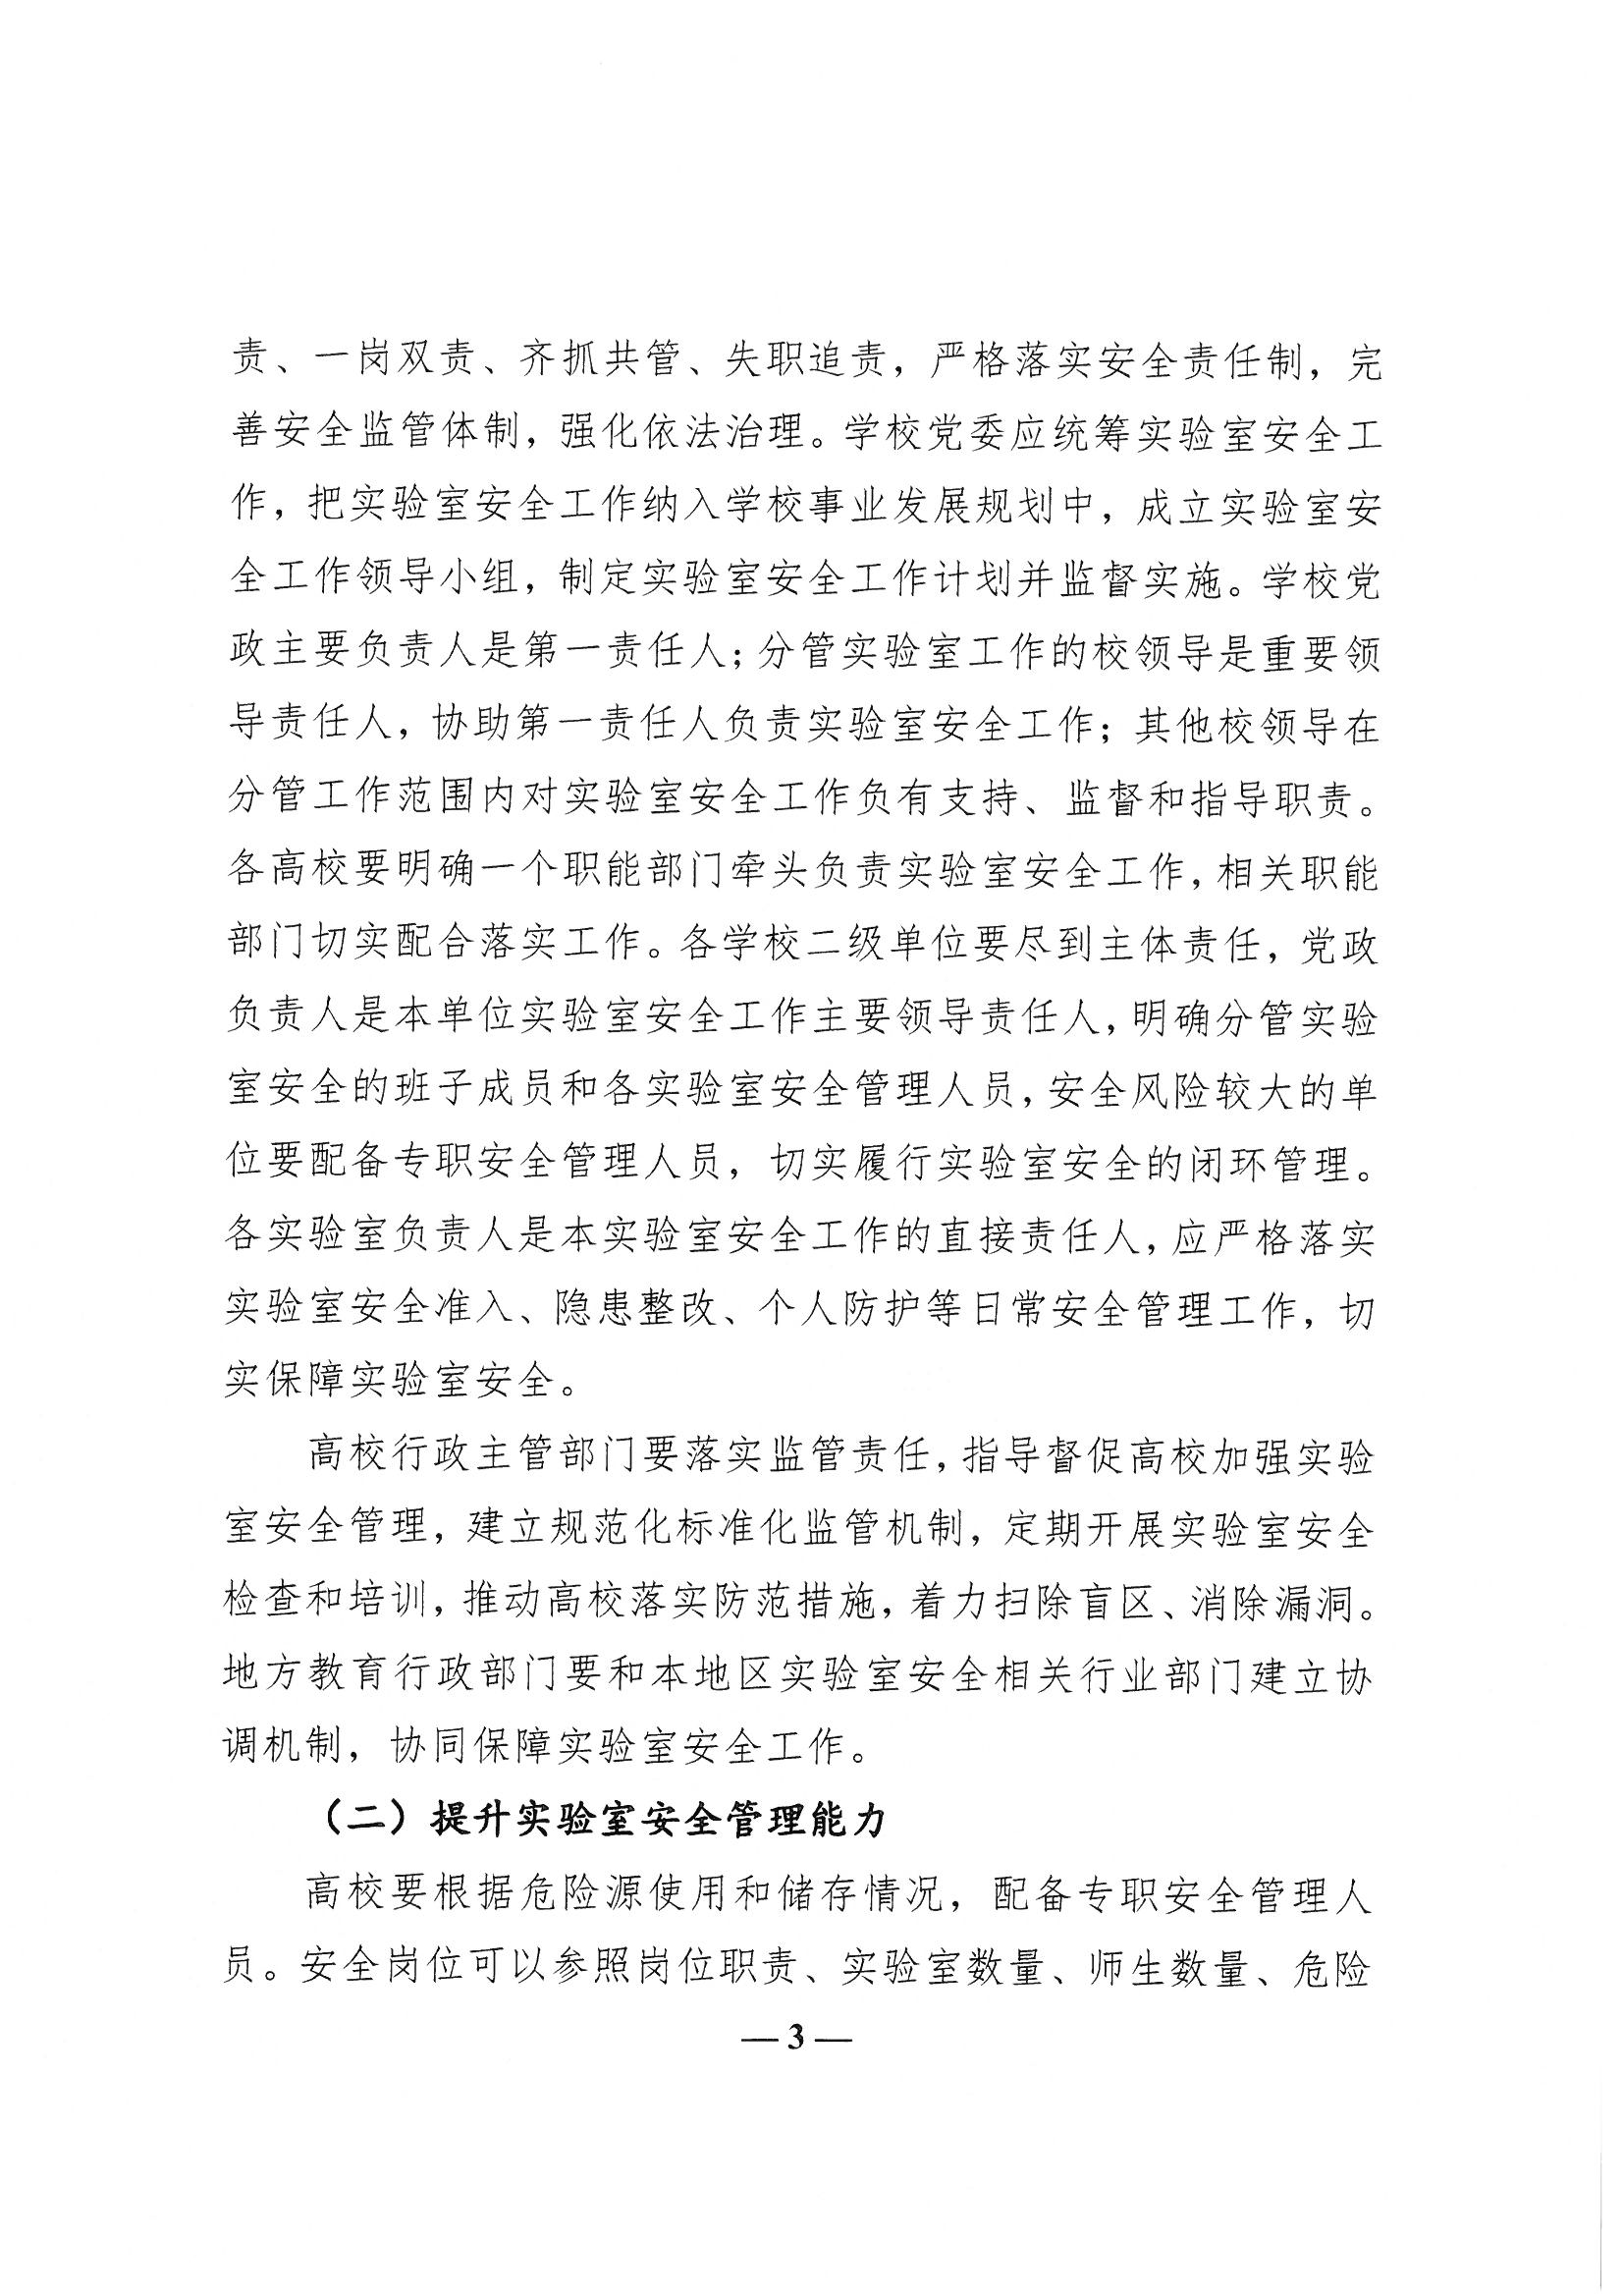 责、一岗双责、齐抓共管、失职追责，严格落实安全责任制，完
善安全监管体制，强化依法治理。学校党委应统筹实验室安全工
作，把实验室安全工作纳入学校事业发展规划中，成立实验室安
全工作领导小组，制定实验室安全工作计划并监督实施。学校党
政主要负责人是第一责任人；分管实验室工作的校领导是重要领
导责任人，协助第一责任人负责实验室安全工作；其他校领导在
分管工作范围内对实验室安全工作负有支持、监督和指导职责。
各高校要明确一个职能部门牵头负责实验室安全工作，相关职能
部门切实配合落实工作。各学校二级单位要尽到主体责任，党政
负责人是本单位实验室安全工作主要领导责任人，明确分管实验
室安全的班子成员和各实验室安全管理人员，安全风险较大的单
位要配备专职安全管理人员，切实履行实验室安全的闭环管理。
各实验室负责人是本实验室安全工作的直接责任人，应严格落实
实验室安全准入、隐患整改、个人防护等日常安全管理工作，切
实保障实验室安全。
高校行政主管部门要落实监管责任，指导督促高校加强实验
室安全管理，建立规范化标准化监管机制，定期开展实验室安全
检查和培训，推动高校落实防范措施，着力扫除盲区、消除漏洞。
地方教育行政部门要和本地区实验室安全相关行业部门建立协
调机制，协同保障实验室安全工作。
（二）提升实验室安全管理能力
高校要根据危险源使用和储存情况，配备专职安全管理人
员。安全岗位可以参照岗位职责、实验室数量、师生数量、危险
— 3 —